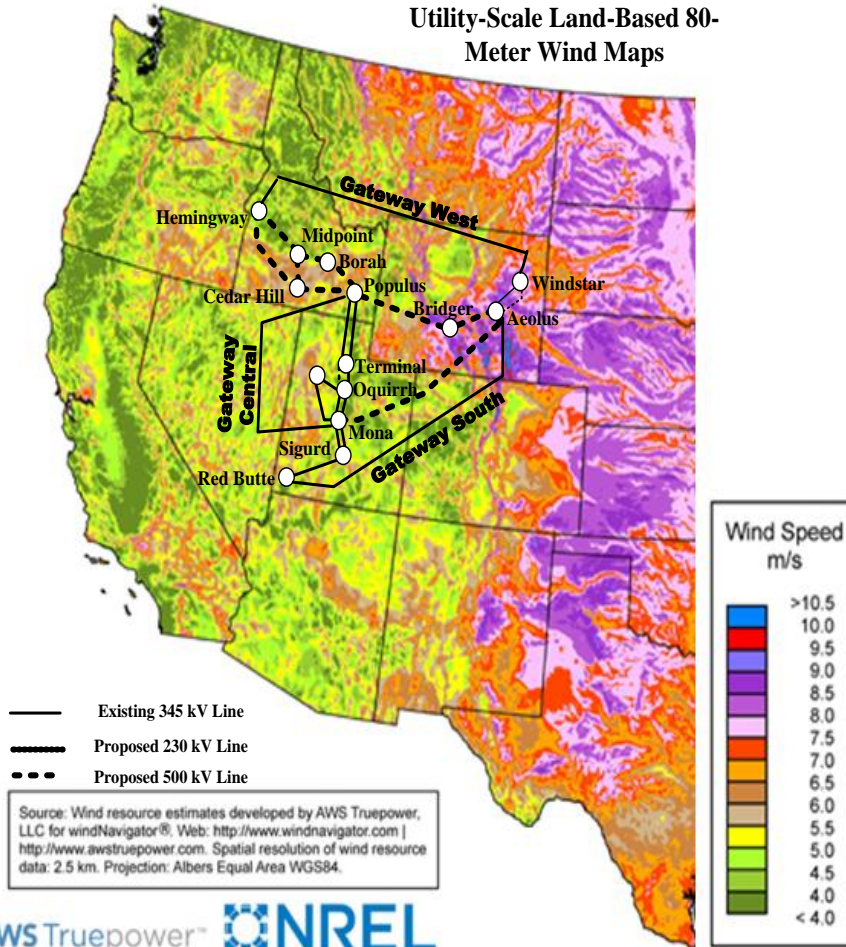 Utility-Scale Land-Based 80-
Meter Wind Maps
Gateway West
Hemingway
Midpoint
Borah
Windstar
Cedar Hill
Populus
Bridger
Aeolus
Gateway
Central
Terminal
Oquirrh
Gateway South
Mona
Sigurd
Red Butte
Wind Speed
m/s
>10.5
10.0
9.5
9.0
8.5
8.0
7.5
7.0
6.5
6.0
5.5
5.0
4.5
4.0
< 4.0
Existing 345 kV Line
Proposed 230 kV Line
Proposed 500 kV Line
Source: Wind resource estimates developed by AWS Truepower,
LLC for windNavigator®. Web: http://www.windnavigator.com |
http://www.awstruepower.com. Spatial resolution of wind resource
data: 2.5 km. Projection: Albers Equal Area WGS84.
WS Truepower™
NREL